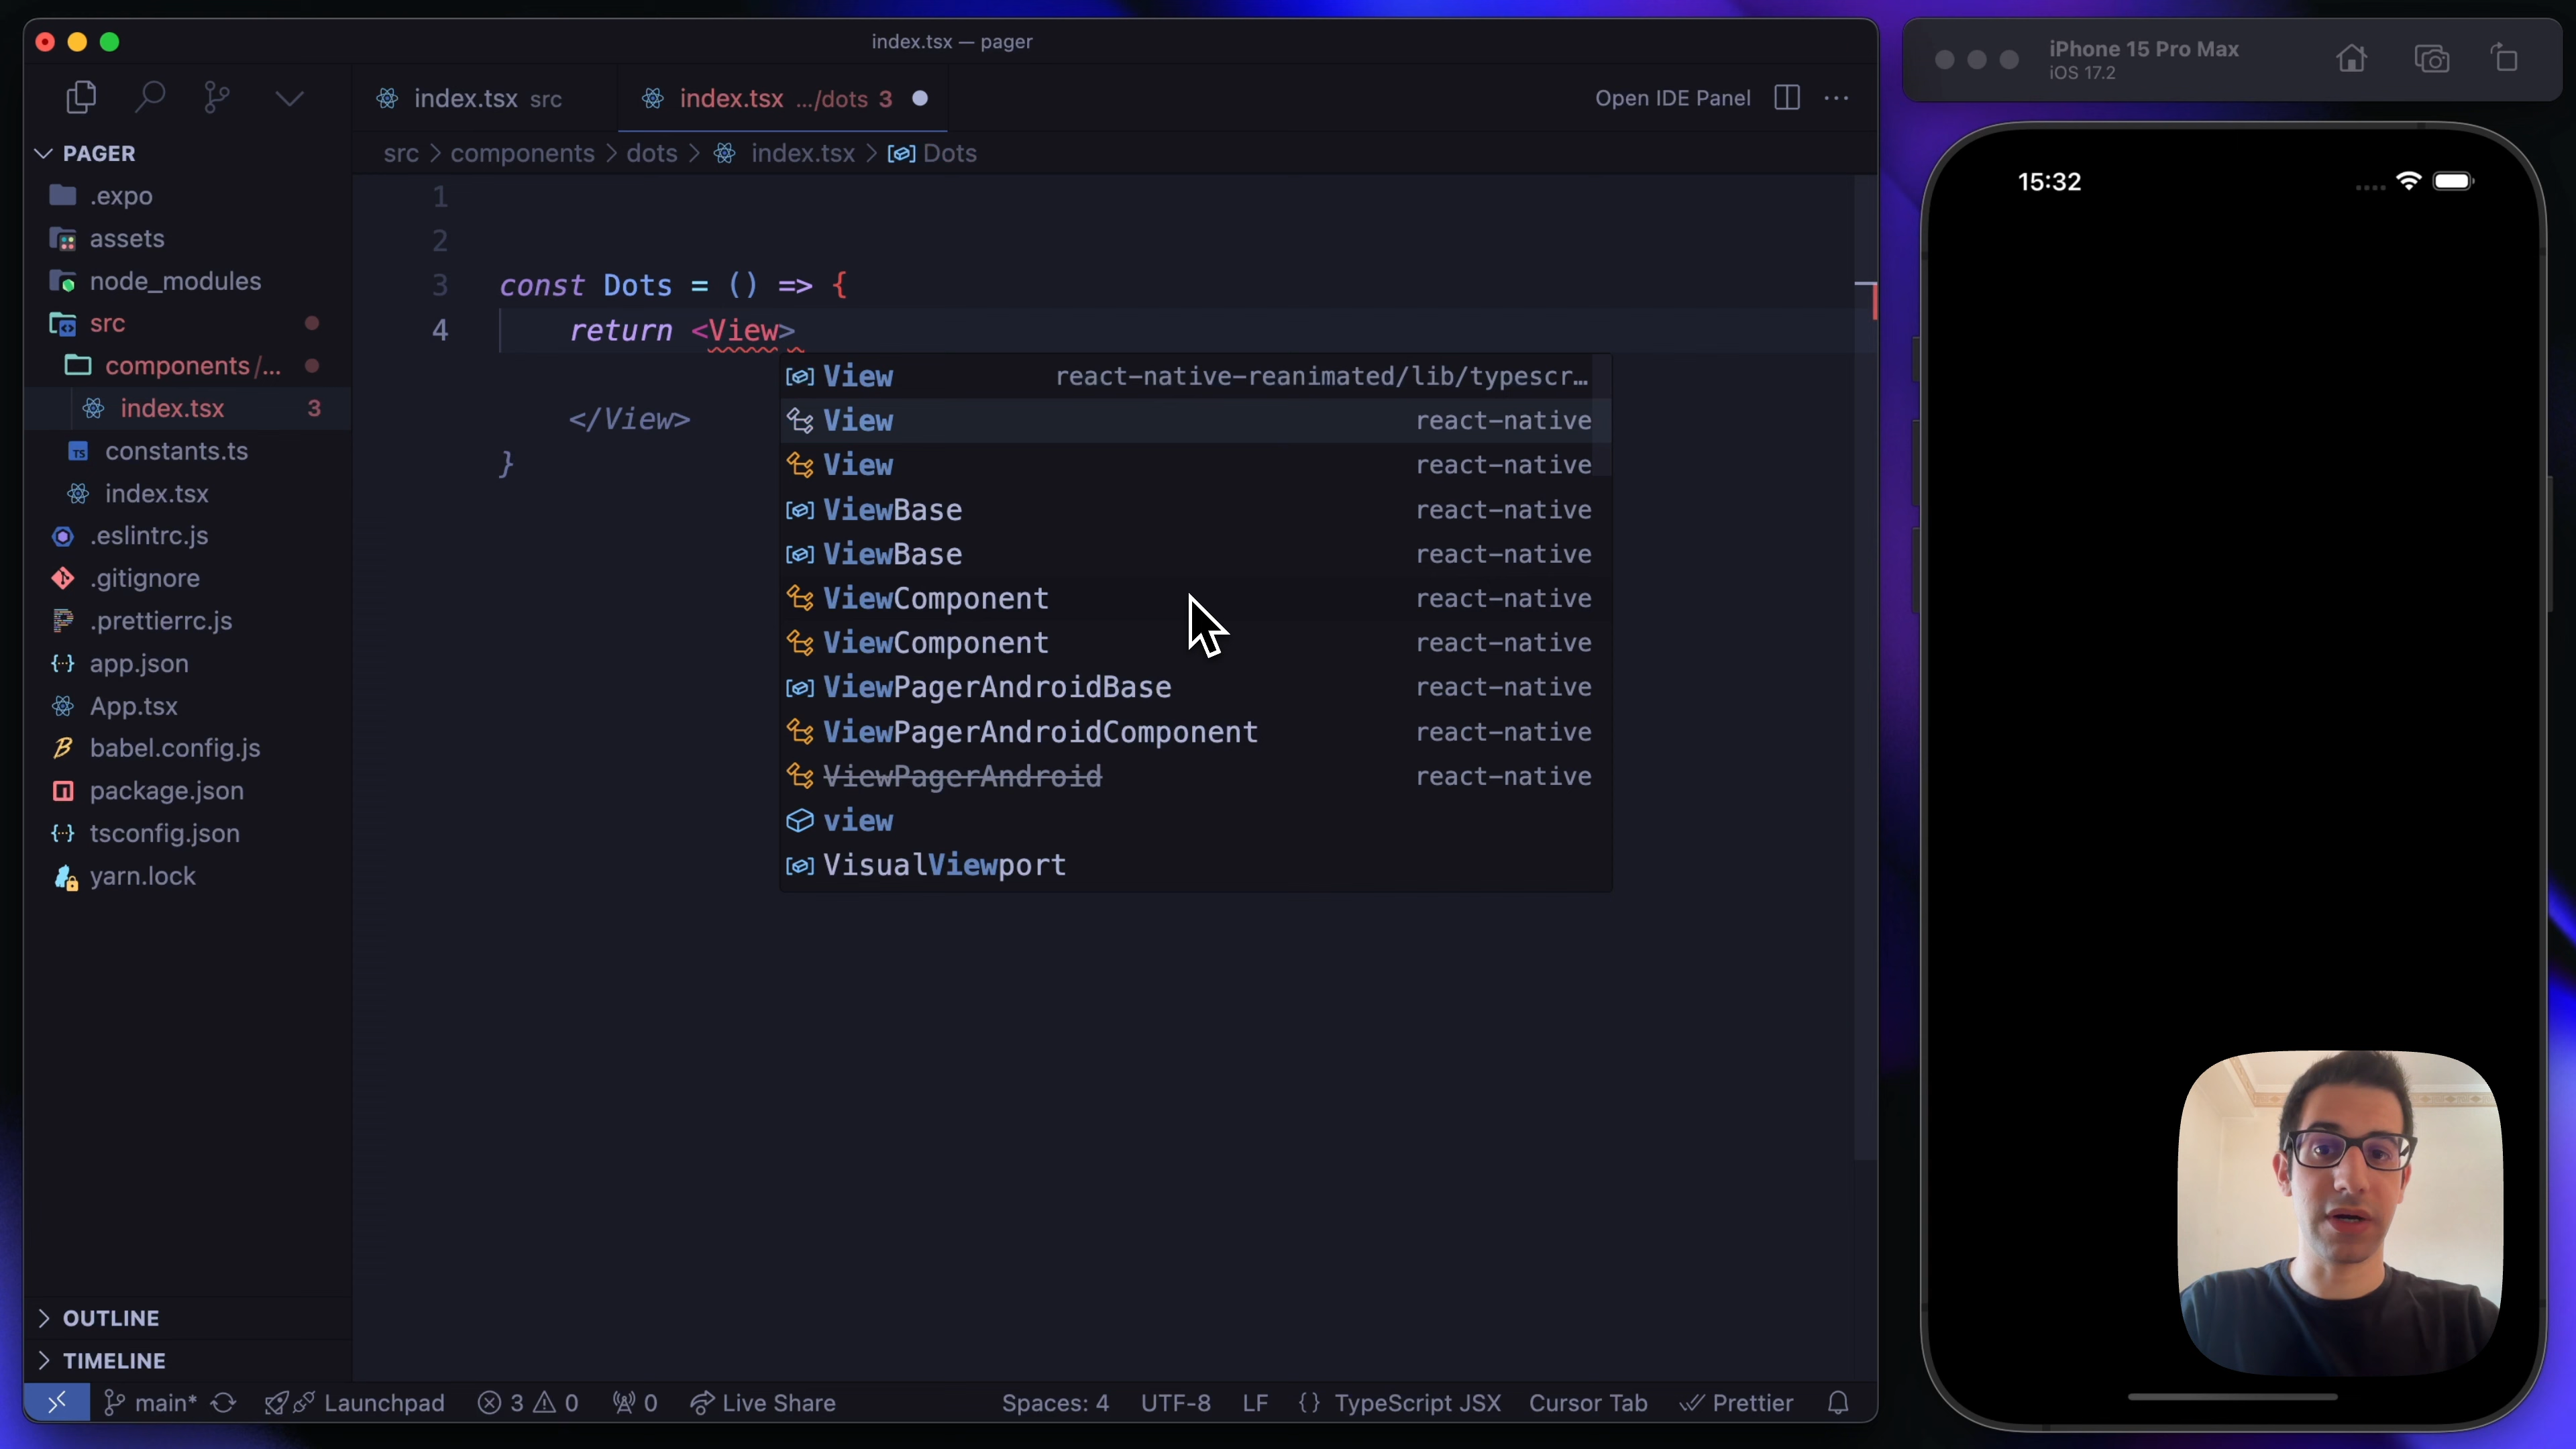 index.tsx — pager
index.tsx src
index.tsx .../dots 3
Open IDE Panel
PAGER
.expo
assets
node_modules
src
components/...
index.tsx 3
constants.ts
index.tsx
.eslintrc.js
.gitignore
.prettierrc.js
app.json
App.tsx
babel.config.js
package.json
tsconfig.json
yarn.lock
OUTLINE
TIMELINE
src > components > dots > index.tsx > Dots
1
2
3 const Dots = () => {
4 return <View>
</View>
}
View react-native-reanimated/lib/typescr...
View react-native
View react-native
ViewBase react-native
ViewBase react-native
ViewComponent react-native
ViewComponent react-native
ViewPagerAndroidBase react-native
ViewPagerAndroidComponent react-native
ViewPagerAndroid react-native
view
VisualViewport
main* Launchpad 3 0 0 Live Share Spaces: 4 UTF-8 LF {} TypeScript JSX Cursor Tab Prettier
iPhone 15 Pro Max
iOS 17.2
15:32